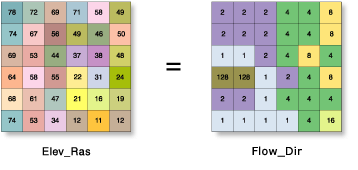 78 72 69 71 58 49
74 67 56 49 46 50
69 53 44 37 38 48
64 58 55 22 31 24
68 61 47 21 16 19
74 53 34 12 11 12
=
2 2 2 4 4 8
2 2 2 4 4 8
1 1 2 4 8 4
128 128 1 2 4 8
2 2 1 4 4 4
1 1 1 1 4 16
Elev_Ras
Flow_Dir